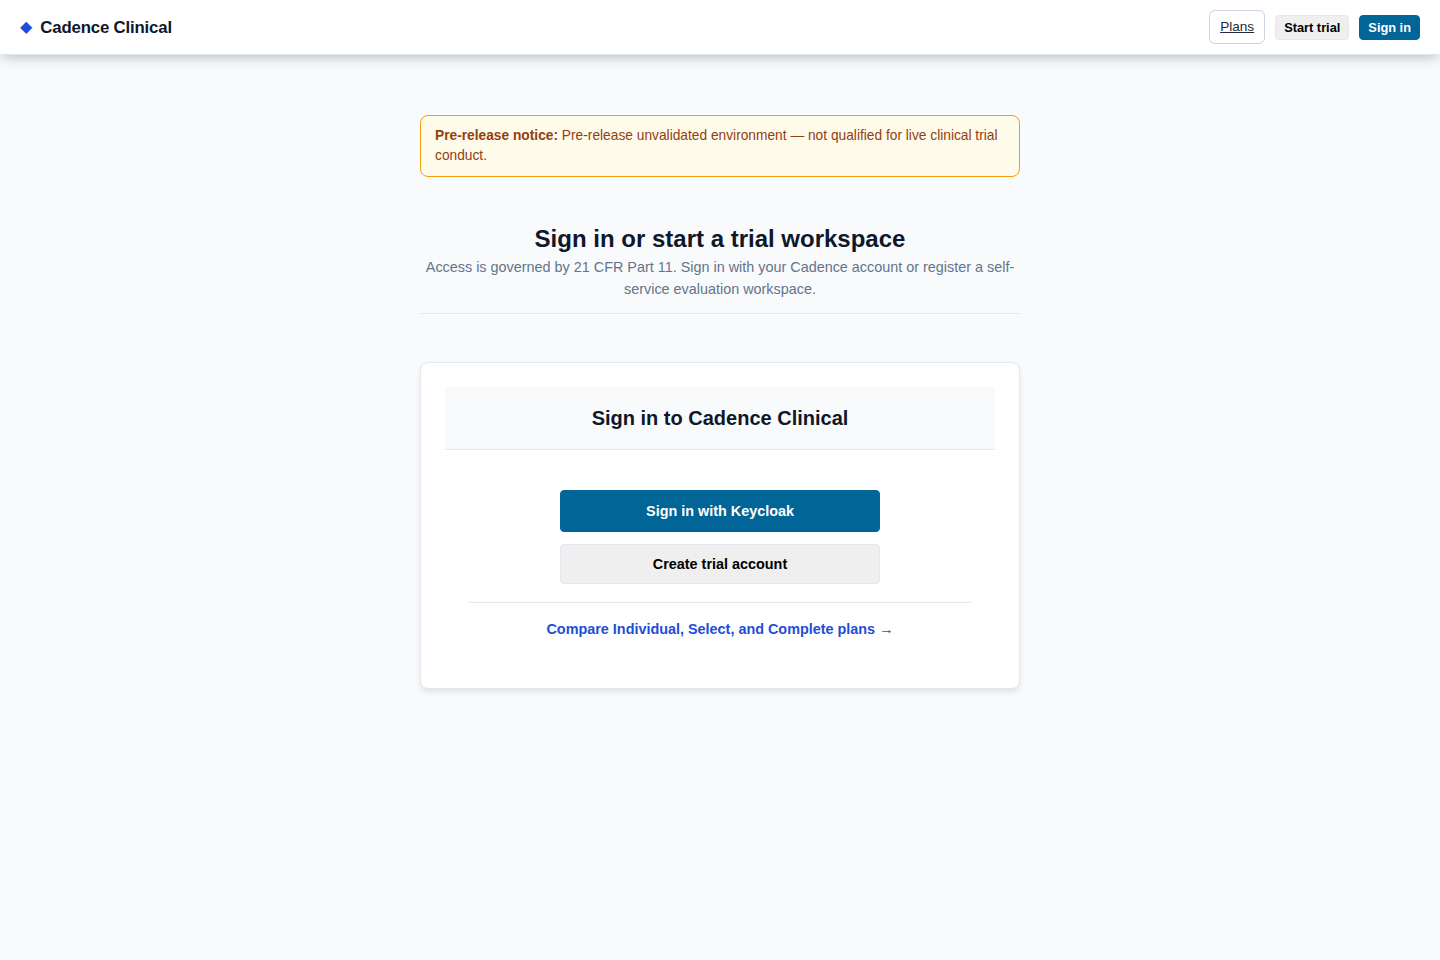 Cadence Clinical
Plans
Start trial
Sign in
Pre-release notice: Pre-release unvalidated environment — not qualified for live clinical trial
conduct.
Sign in or start a trial workspace
Access is governed by 21 CFR Part 11. Sign in with your Cadence account or register a self-
service evaluation workspace.
Sign in to Cadence Clinical
Sign in with Keycloak
Create trial account
Compare Individual, Select, and Complete plans →